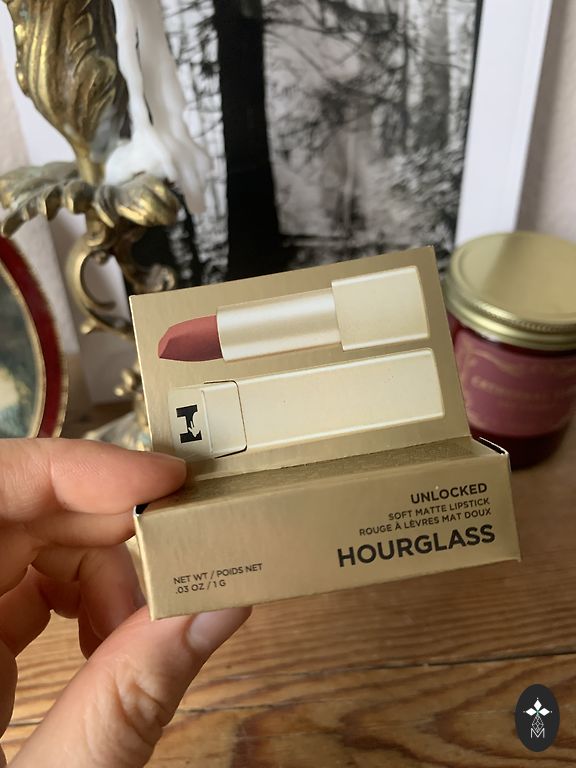 UNLOCKED
SOFT MATTE LIPSTICK
ROUGE À LÈVRES MAT DOUX
HOURGLASS
NET WT / POIDS NET
.03 OZ / 1 G
M